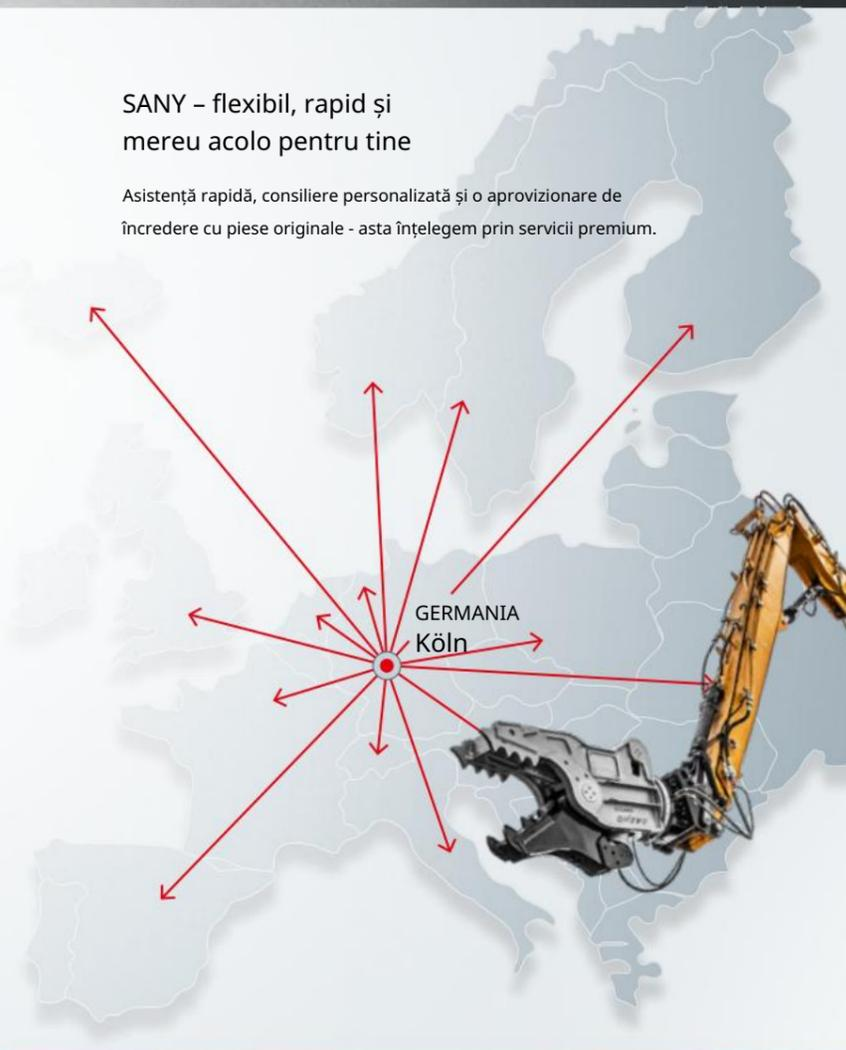 SANY – flexibil, rapid și
mereu acolo pentru tine
Asistență rapidă, consiliere personalizată și o aprovizionare de
încredere cu piese originale - asta înțelegem prin servicii premium.
GERMANIA
Köln